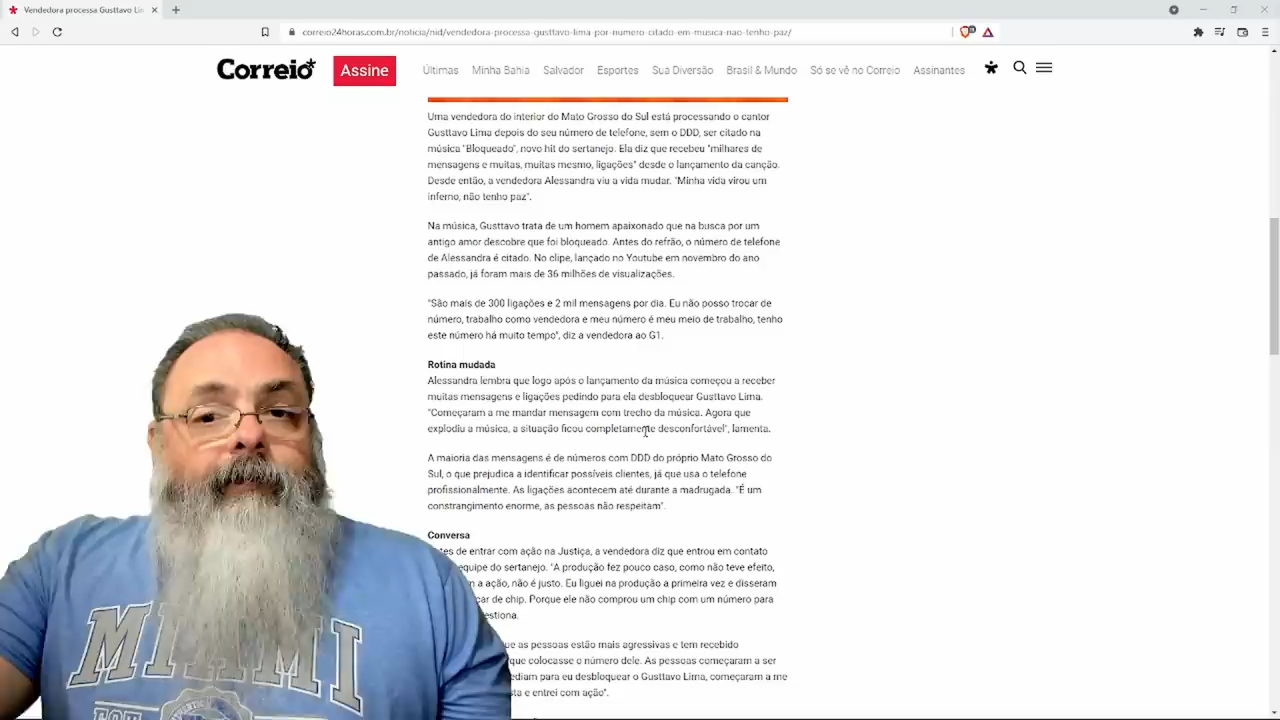 Vendedora processa Gusttavo Lim
correio24horas.com.br/noticia/nid/vendedora-processa-gusttavo-lima-por-numero-citado-em-musica-nao-tenho-paz/
Correio Assine Últimas Minha Bahia Salvador Esportes Sua Diversão Brasil & Mundo Só se vê no Correio Assinantes
Uma vendedora do interior do Mato Grosso do Sul está processando o cantor
Gusttavo Lima depois do seu número de telefone, sem o DDD, ser citado na
música "Bloqueado", novo hit do sertanejo. Ela diz que recebeu "milhares de
mensagens e muitas, muitas mesmo, ligações" desde o lançamento da canção.
Desde então, a vendedora Alessandra viu a vida mudar. "Minha vida virou um
inferno, não tenho paz".
Na música, Gusttavo trata de um homem apaixonado que na busca por um
antigo amor descobre que foi bloqueado. Antes do refrão, o número de telefone
de Alessandra é citado. No clipe, lançado no Youtube em novembro do ano
passado, já foram mais de 36 milhões de visualizações.
"São mais de 300 ligações e 2 mil mensagens por dia. Eu não posso trocar de
número, trabalho como vendedora e meu número é meu meio de trabalho, tenho
este número há muito tempo", diz a vendedora ao G1.
Rotina mudada
Alessandra lembra que logo após o lançamento da música começou a receber
muitas mensagens e ligações pedindo para ela desbloquear Gusttavo Lima.
"Começaram a me mandar mensagem com trecho da música. Agora que
explodiu a música, a situação ficou completamente desconfortável", lamenta.
A maioria das mensagens é de números com DDD do próprio Mato Grosso do
Sul, o que prejudica a identificar possíveis clientes, já que usa o telefone
profissionalmente. As ligações acontecem até durante a madrugada. "É um
constrangimento enorme, as pessoas não respeitam".
Conversa
tes de entrar com ação na Justiça, a vendedora diz que entrou em contato
equipe do sertanejo. "A produção fez pouco caso, como não teve efeito,
a ação, não é justo. Eu liguei na produção a primeira vez e disseram
car de chip. Porque ele não comprou um chip com um número para
estiona.
ue as pessoas estão mais agressivas e tem recebido
que colocasse o número dele. As pessoas começaram a ser
ediam para eu desbloquear o Gusttavo Lima, começaram a me
sta e entrei com ação".
MIAMI